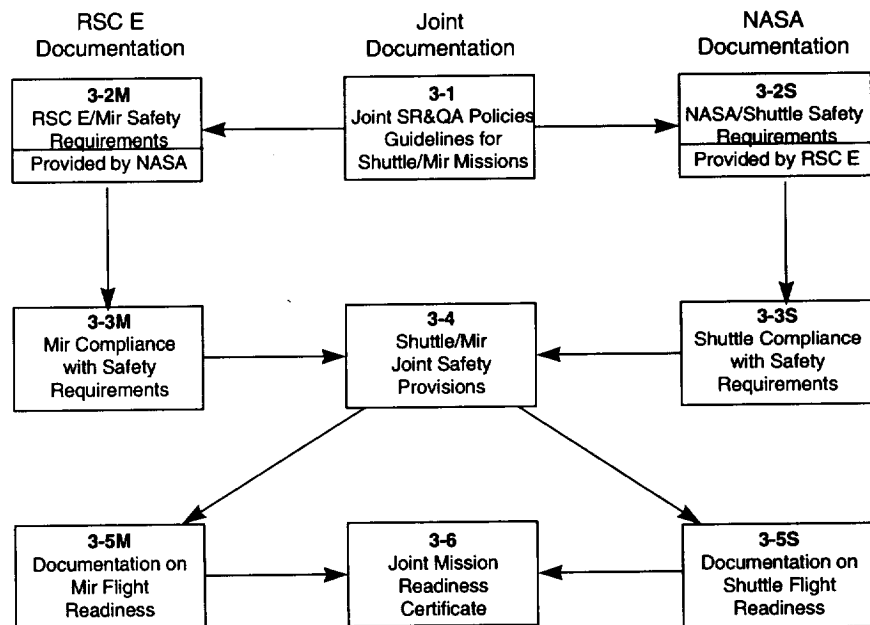 RSC E
Documentation
Joint
Documentation
NASA
Documentation
3-2M
RSC E/Mir Safety
Requirements
Provided by NASA
3-1
Joint SR&QA Policies
Guidelines for
Shuttle/Mir Missions
3-2S
NASA/Shuttle Safety
Requirements
Provided by RSC E
3-3M
Mir Compliance
with Safety
Requirements
3-4
Shuttle/Mir
Joint Safety
Provisions
3-3S
Shuttle Compliance
with Safety
Requirements
3-5M
Documentation on
Mir Flight
Readiness
3-6
Joint Mission
Readiness
Certificate
3-5S
Documentation on
Shuttle Flight
Readiness